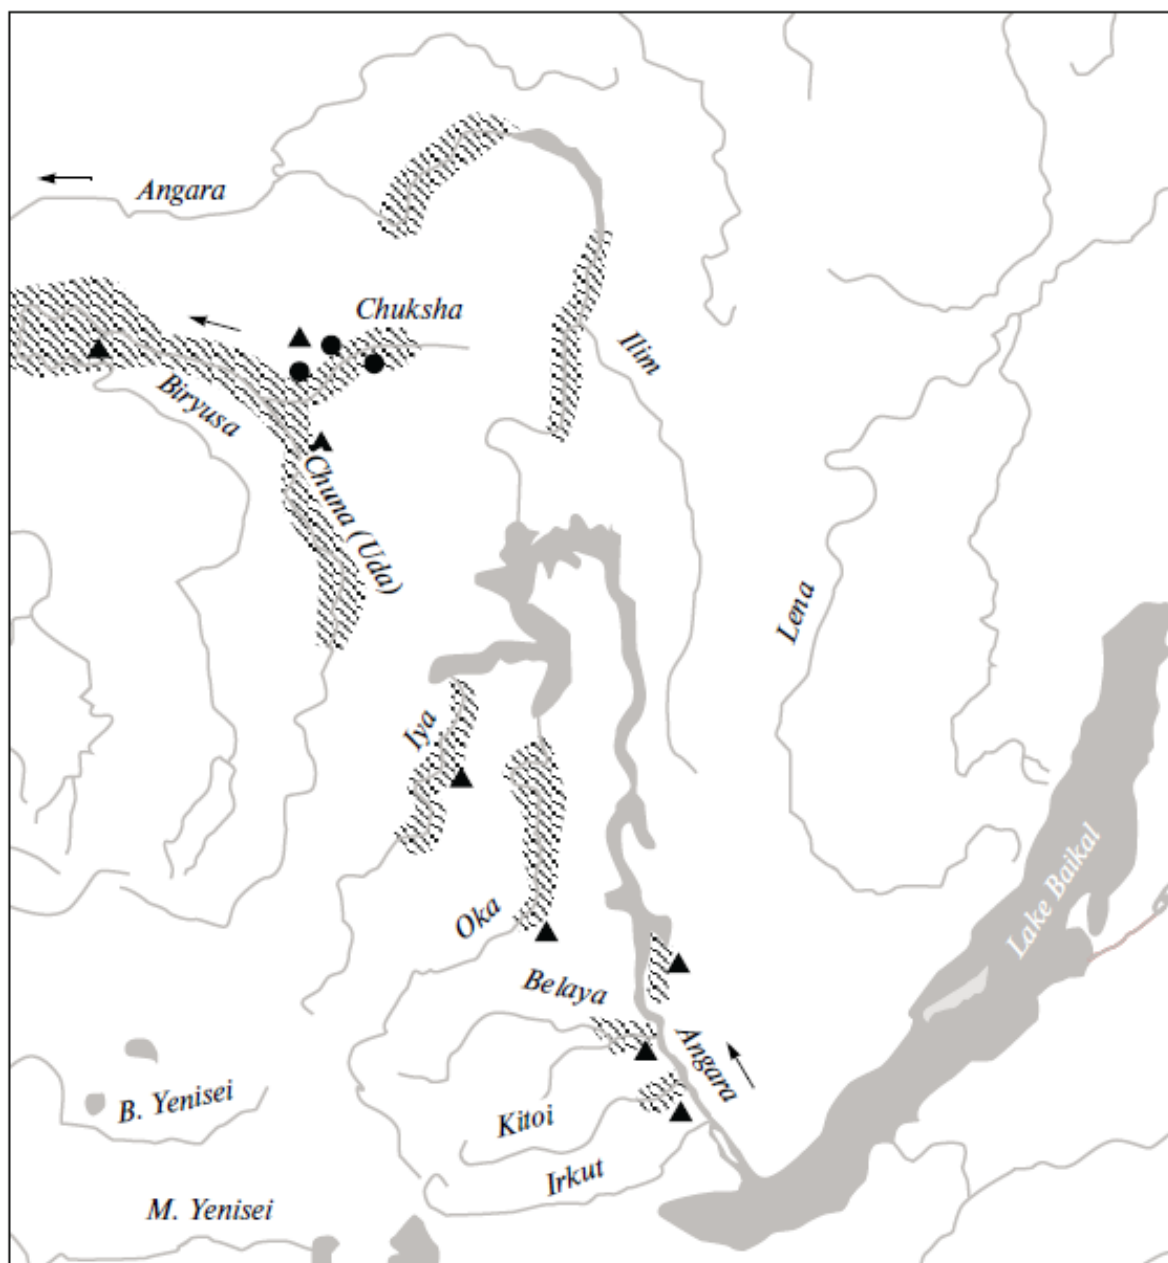 Angara
Chuksha
Ilim
Biryusa
Chuna (Uda)
Lena
Iya
Lake Baikal
Oka
Belaya
Angara
B. Yenisei
Kitoi
Irkut
M. Yenisei